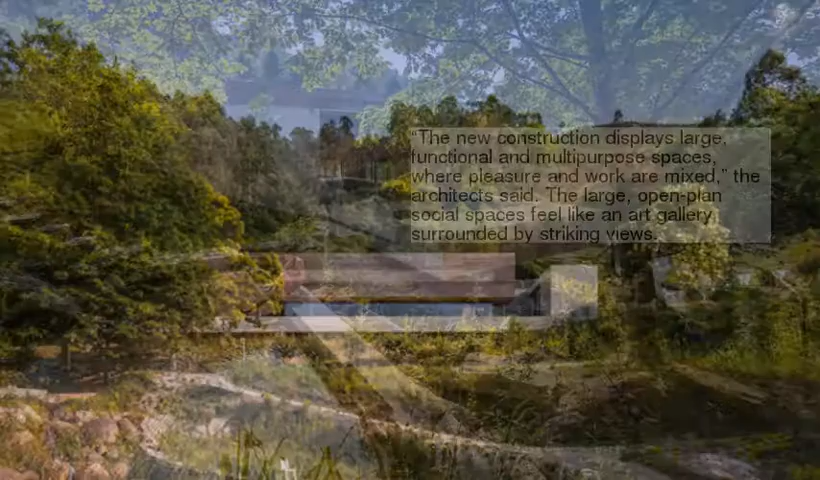 “The new construction displays large,
functional and multipurpose spaces,
where pleasure and work are mixed,” the
architects said. The large, open-plan
social spaces feel like an art gallery
surrounded by striking views.